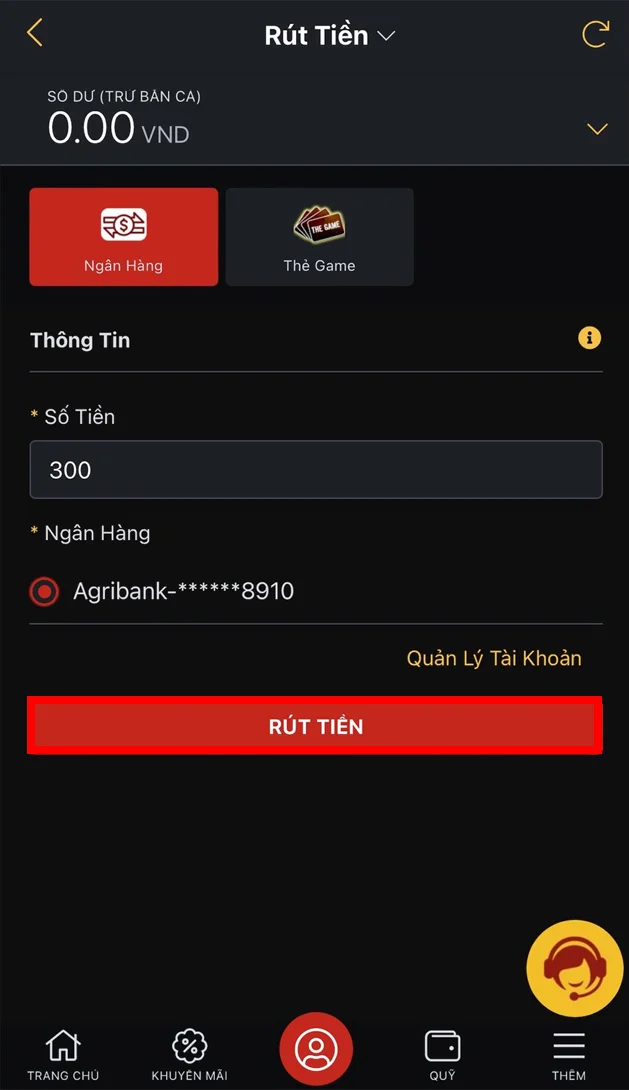 Rút Tiền
SỐ DƯ (TRỪ BẮN CÁ)
0.00 VND
THE GAME
Ngân Hàng
Thẻ Game
Thông Tin
* Số Tiền
300
* Ngân Hàng
Agribank-******8910
Quản Lý Tài Khoản
RÚT TIỀN
TRANG CHỦ
KHUYẾN MÃI
QUỸ
THÊM